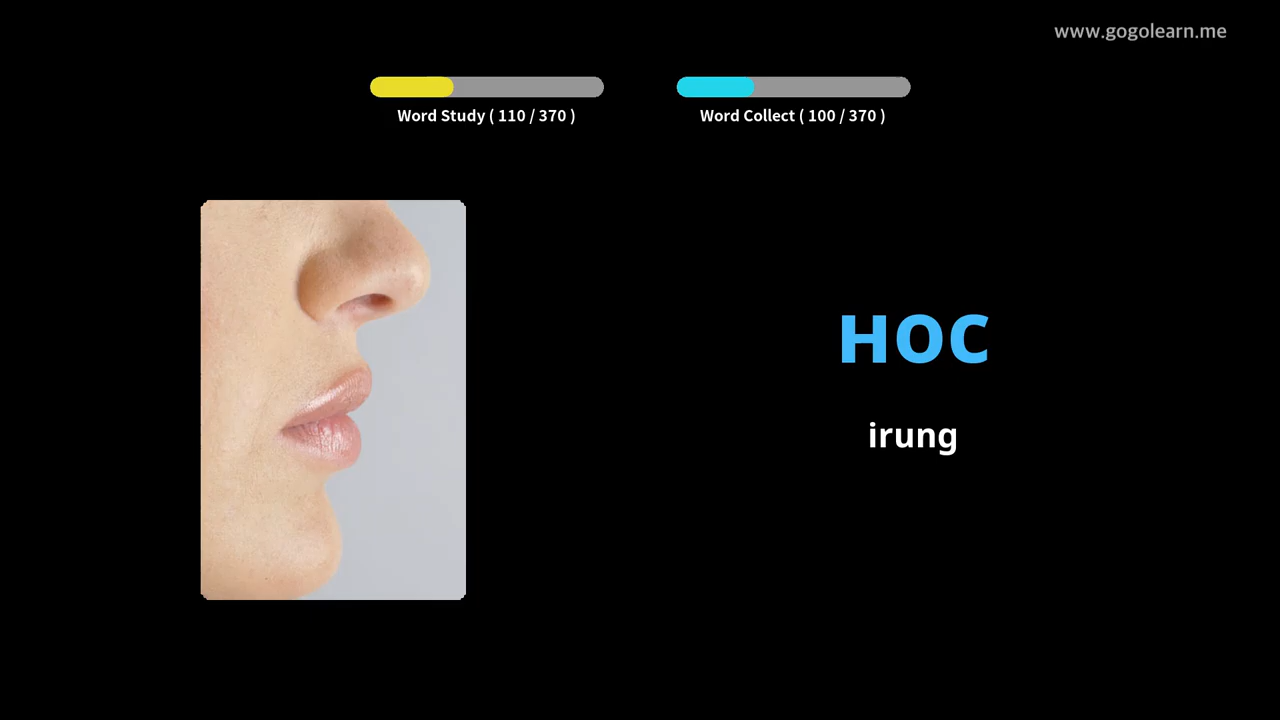 www.gogolearn.me
Word Study ( 110 / 370 )
Word Collect ( 100 / 370 )
НОС
irung